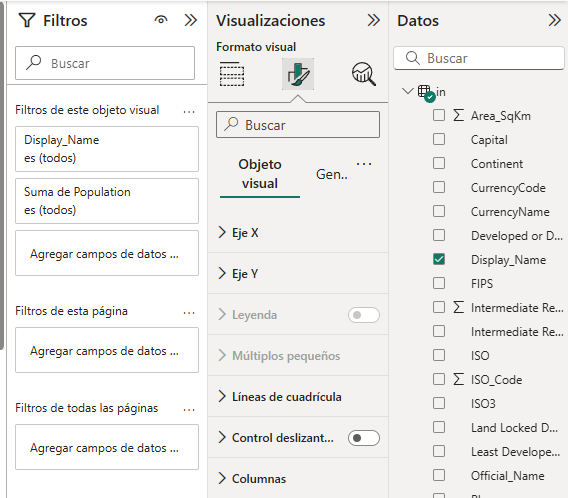 Filtros
Buscar
Filtros de este objeto visual ...
Display_Name
es (todos)
Suma de Population
es (todos)
Agregar campos de datos ...
Filtros de esta página ...
Agregar campos de datos ...
Filtros de todas las páginas ...
Agregar campos de datos ...
Visualizaciones
Formato visual
Buscar
Objeto
visual
Gen..
...
Eje X
Eje Y
Leyenda
Múltiplos pequeños
Líneas de cuadrícula
Control deslizant...
Columnas
Datos
Buscar
in
Area_SqKm
Capital
Continent
CurrencyCode
CurrencyName
Developed or D...
Display_Name
FIPS
Intermediate Re...
Intermediate Re...
ISO
ISO_Code
ISO3
Land Locked D...
Least Develope...
Official_Name